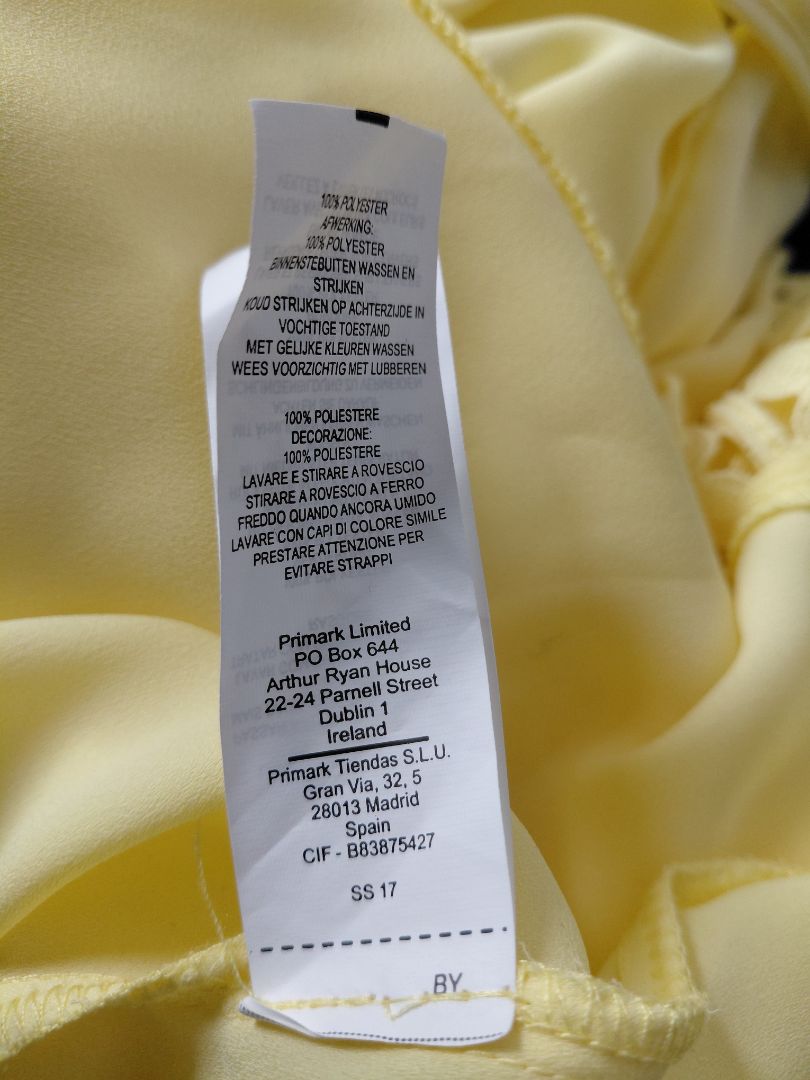 100% POLYESTER
AFWERKING:
100% POLYESTER
BINNENSTEBUITEN WASSEN EN
STRIJKEN
KOUD STRIJKEN OP ACHTERZIJDE IN
VOCHTIGE TOESTAND
MET GELIJKE KLEUREN WASSEN
WEES VOORZICHTIG MET LUBBEREN
100% POLIESTERE
DECORAZIONE:
100% POLIESTERE
LAVARE E STIRARE A ROVESCIO
STIRARE A ROVESCIO A FERRO
FREDDO QUANDO ANCORA UMIDO
LAVARE CON CAPI DI COLORE SIMILE
PRESTARE ATTENZIONE PER
EVITARE STRAPPI
Primark Limited
PO Box 644
Arthur Ryan House
22-24 Parnell Street
Dublin 1
Ireland
Primark Tiendas S.L.U.
Gran Via, 32, 5
28013 Madrid
Spain
CIF - B83875427
SS 17
BY